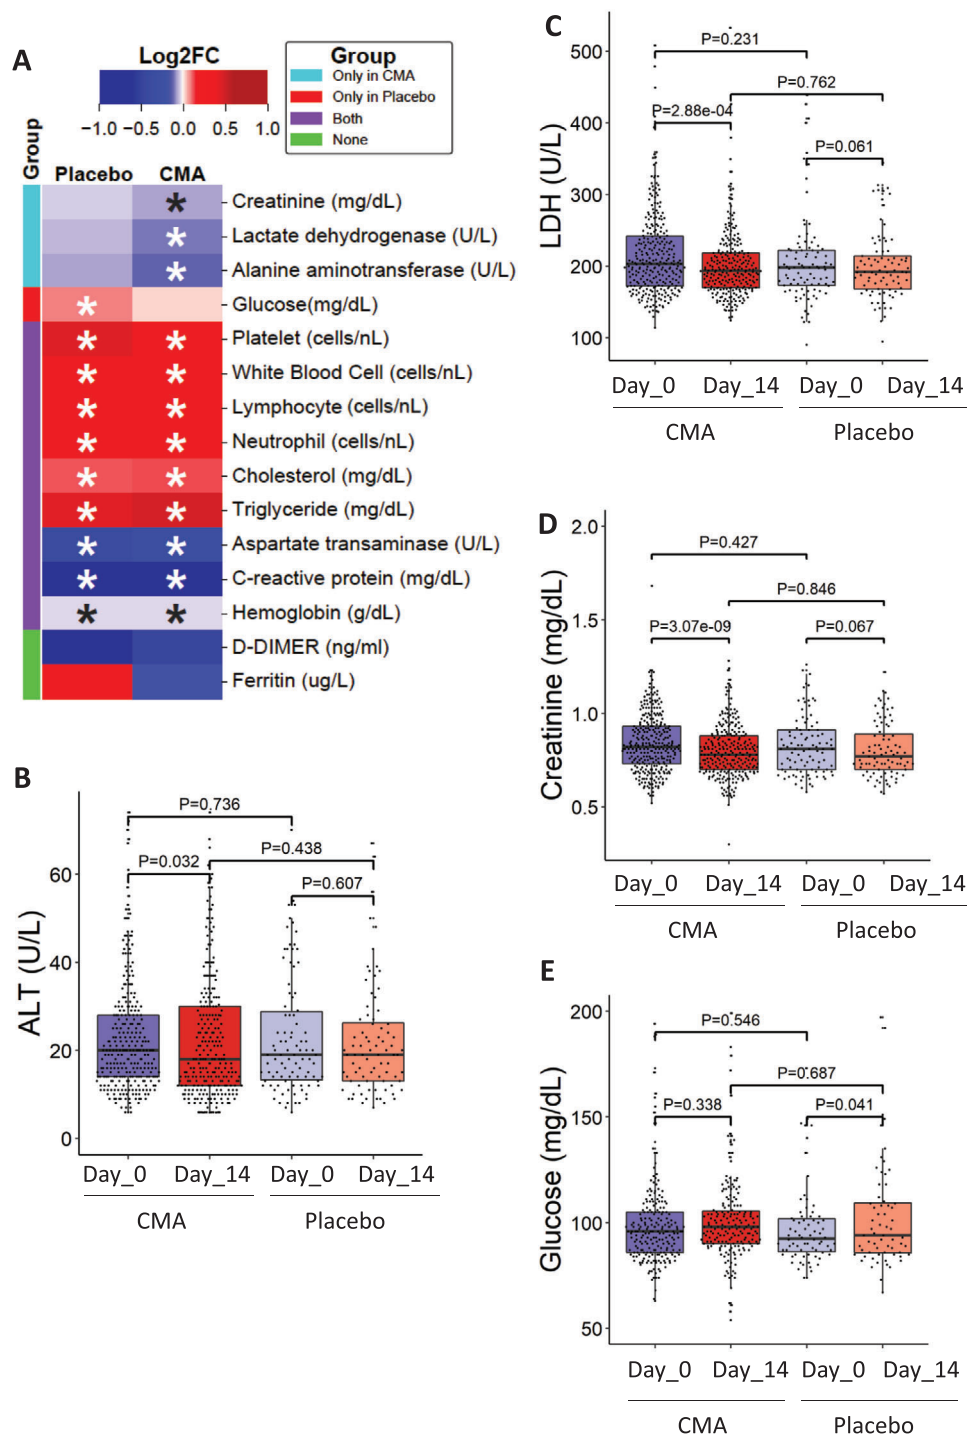 A
Log2FC
−1.0 −0.5 0.0 0.5 1.0
Group
Only in CMA
Only in Placebo
Both
None
Group
Placebo CMA
* Creatinine (mg/dL)
* Lactate dehydrogenase (U/L)
* Alanine aminotransferase (U/L)
* Glucose(mg/dL)
* * Platelet (cells/nL)
* * White Blood Cell (cells/nL)
* * Lymphocyte (cells/nL)
* * Neutrophil (cells/nL)
* * Cholesterol (mg/dL)
* * Triglyceride (mg/dL)
* * Aspartate transaminase (U/L)
* * C-reactive protein (mg/dL)
* * Hemoglobin (g/dL)
D-DIMER (ng/ml)
Ferritin (ug/L)
B
ALT (U/L)
60
40
20
0
P=0.736
P=0.438
P=0.032
P=0.607
Day_0 Day_14 Day_0 Day_14
CMA Placebo
C
LDH (U/L)
500
400
300
200
100
P=0.231
P=0.762
P=2.88e-04
P=0.061
Day_0 Day_14 Day_0 Day_14
CMA Placebo
D
Creatinine (mg/dL)
2.0
1.5
1.0
0.5
P=0.427
P=0.846
P=3.07e-09
P=0.067
Day_0 Day_14 Day_0 Day_14
CMA Placebo
E
Glucose (mg/dL)
200
150
100
50
P=0.546
P=0.687
P=0.338
P=0.041
Day_0 Day_14 Day_0 Day_14
CMA Placebo